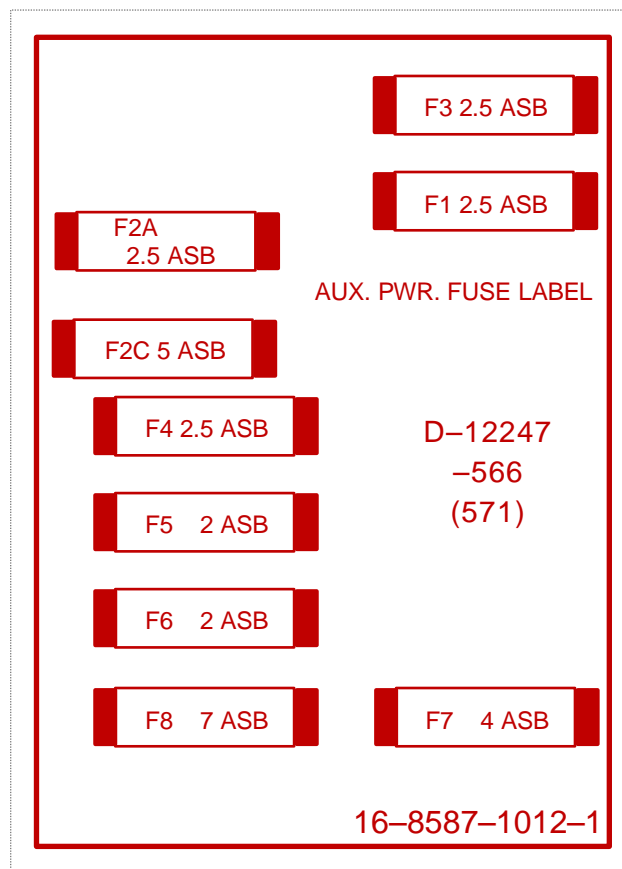 F3 2.5 ASB
F1 2.5 ASB
F2A
2.5 ASB
AUX. PWR. FUSE LABEL
F2C 5 ASB
F4 2.5 ASB
D–12247
–566
(571)
F5 2 ASB
F6 2 ASB
F8 7 ASB
F7 4 ASB
16–8587–1012–1